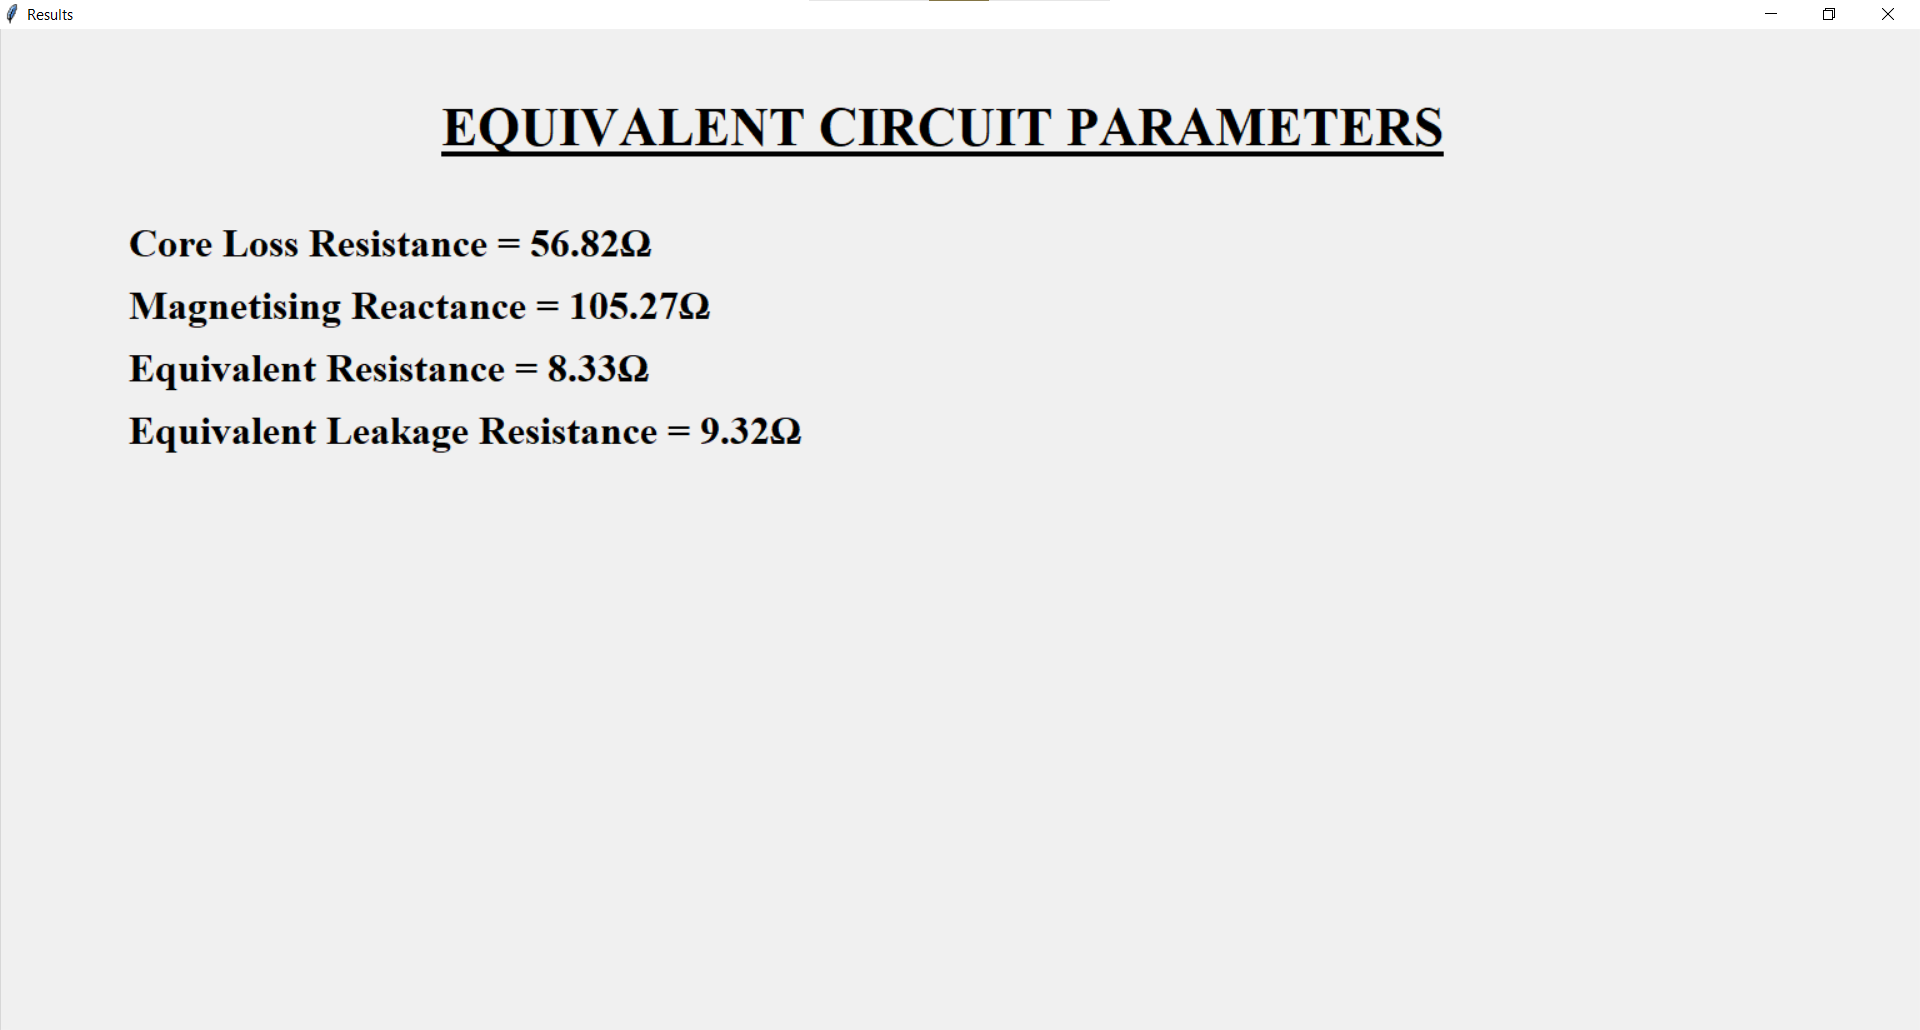 Results
EQUIVALENT CIRCUIT PARAMETERS
Core Loss Resistance = 56.82Ω
Magnetising Reactance = 105.27Ω
Equivalent Resistance = 8.33Ω
Equivalent Leakage Resistance = 9.32Ω